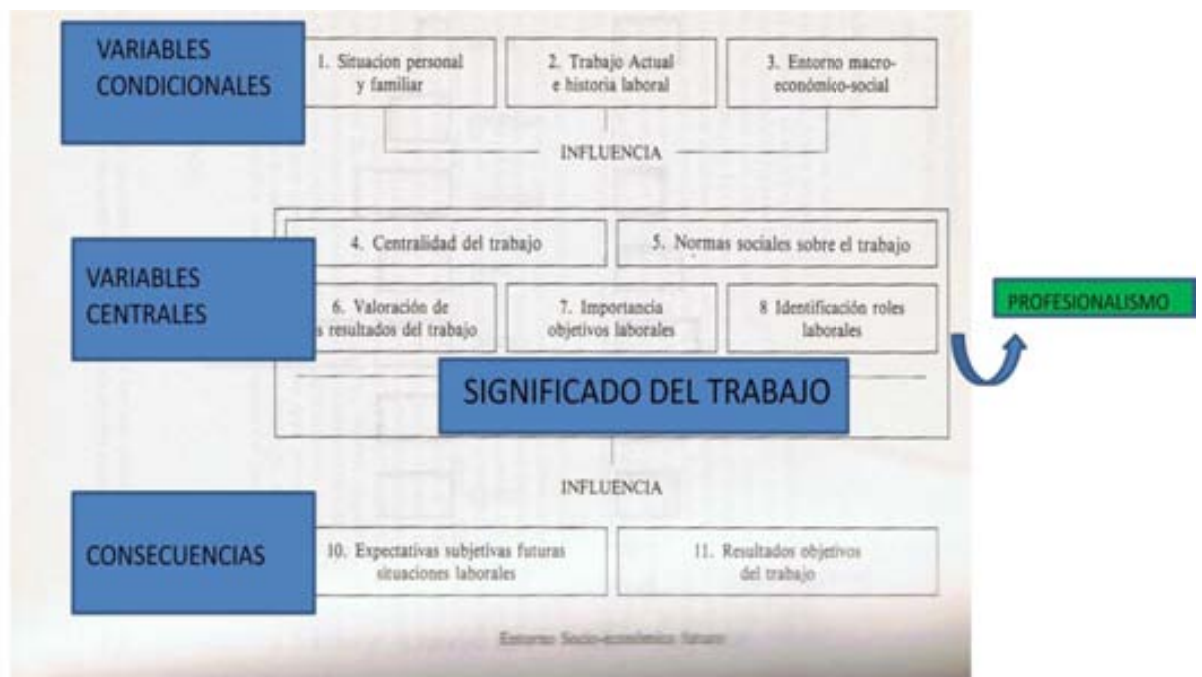 VARIABLES
CONDICIONALES
1. Situacion personal
y familiar
2. Trabajo Actual
e historia laboral
3. Entorno macro-
económico-social
INFLUENCIA
VARIABLES
CENTRALES
4. Centralidad del trabajo
5. Normas sociales sobre el trabajo
6. Valoración de
s resultados del trabajo
7. Importancia
objetivos laborales
8 Identificación roles
laborales
PROFESIONALISMO
SIGNIFICADO DEL TRABAJO
INFLUENCIA
CONSECUENCIAS
10. Expectativas subjetivas futuras
situaciones laborales
11. Resultados objetivos
del trabajo
Entorno Socio-económico futuro